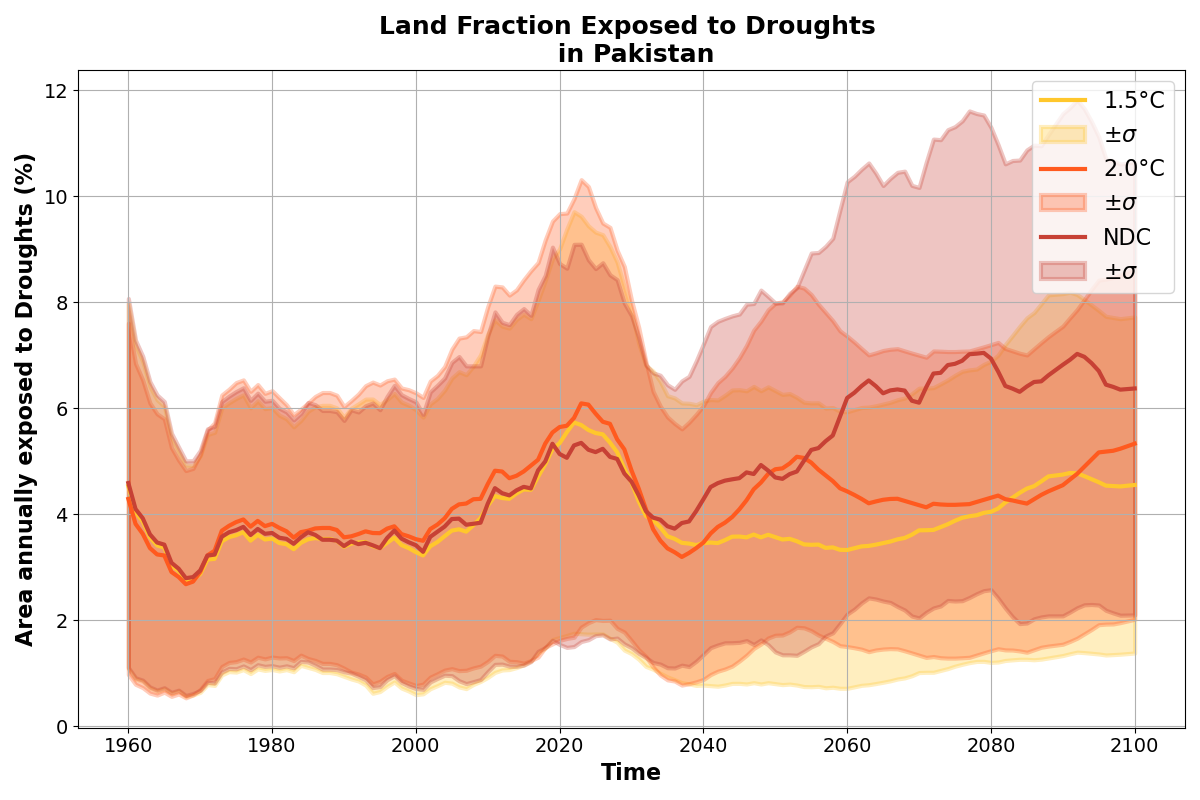 Land Fraction Exposed to Droughts
in Pakistan
Area annually exposed to Droughts (%)
12
10
8
6
4
2
0
1.5°C
±σ
2.0°C
±σ
NDC
±σ
1960
1980
2000
2020
2040
2060
2080
2100
Time